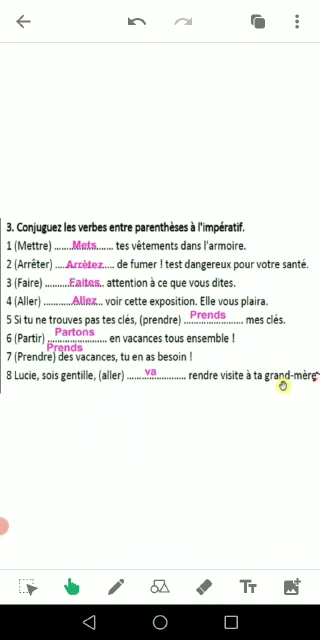 3. Conjuguez les verbes entre parenthèses à l'impératif.
1 (Mettre) .......Mets....... tes vêtements dans l'armoire.
2 (Arrêter) .....Arrêtez..... de fumer ! test dangereux pour votre santé.
3 (Faire) ..........Faites.. attention à ce que vous dites.
4 (Aller) ..........Allez.. voir cette exposition. Elle vous plaira.
5 Si tu ne trouves pas tes clés, (prendre) ....Prends.... mes clés.
6 (Partir) ....Partons.... en vacances tous ensemble !
Prends
7 (Prendre) des vacances, tu en as besoin !
8 Lucie, sois gentille, (aller) ......va...... rendre visite à ta grand-mère
Tт